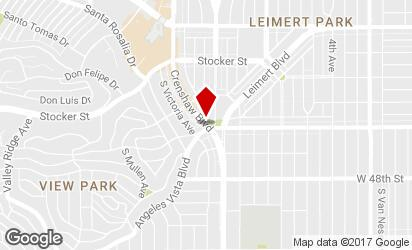 LEIMERT PARK
Santa Rosalia Dr
Santo Tomas Dr
4th Ave
Stocker St
Leimert Blvd
Don Felipe Dr
Crenshaw Blvd
S Victoria Ave
Don Luis Dr
Stocker St
Valley Ridge Ave
S Mullen Ave
W 48th St
VIEW PARK
Angeles Vista Blvd
S Van Nes
Map data ©2017 Google